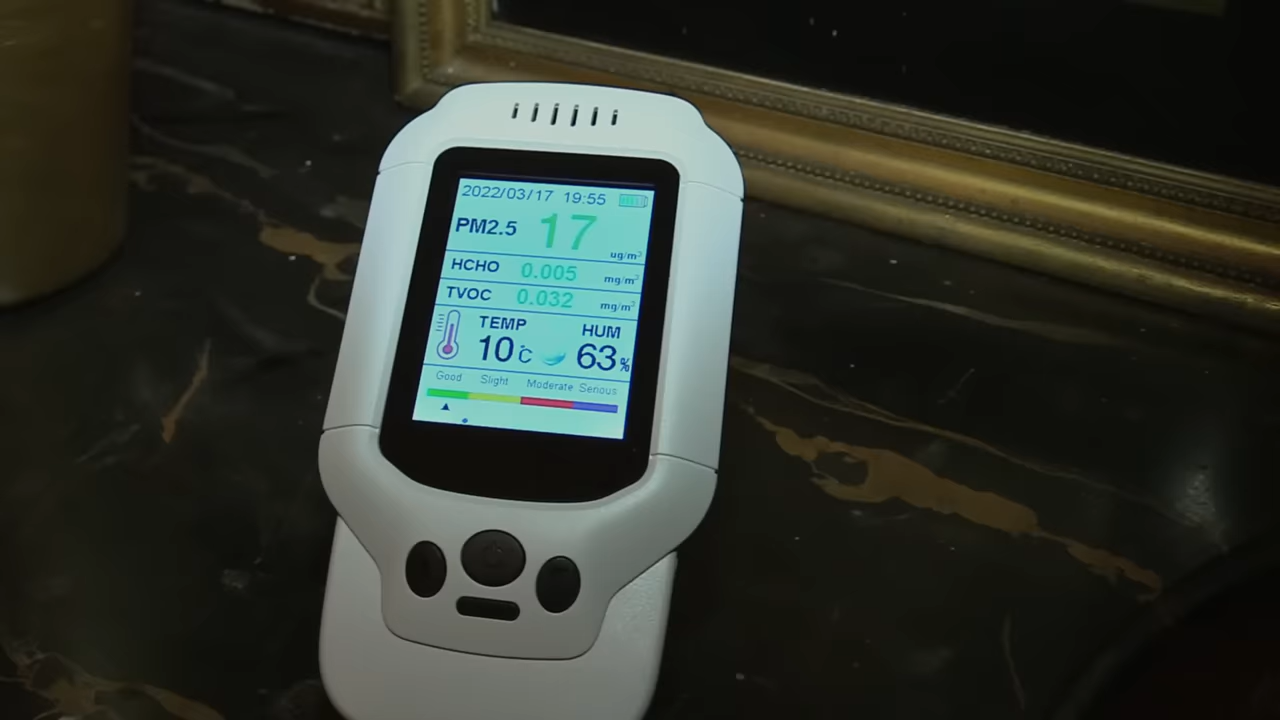 2022/03/17 19:55
PM2.5 17 ug/m³
HCHO 0.005 mg/m³
TVOC 0.032 mg/m³
TEMP HUM
10°C 63%
Good Slight Moderate Serious